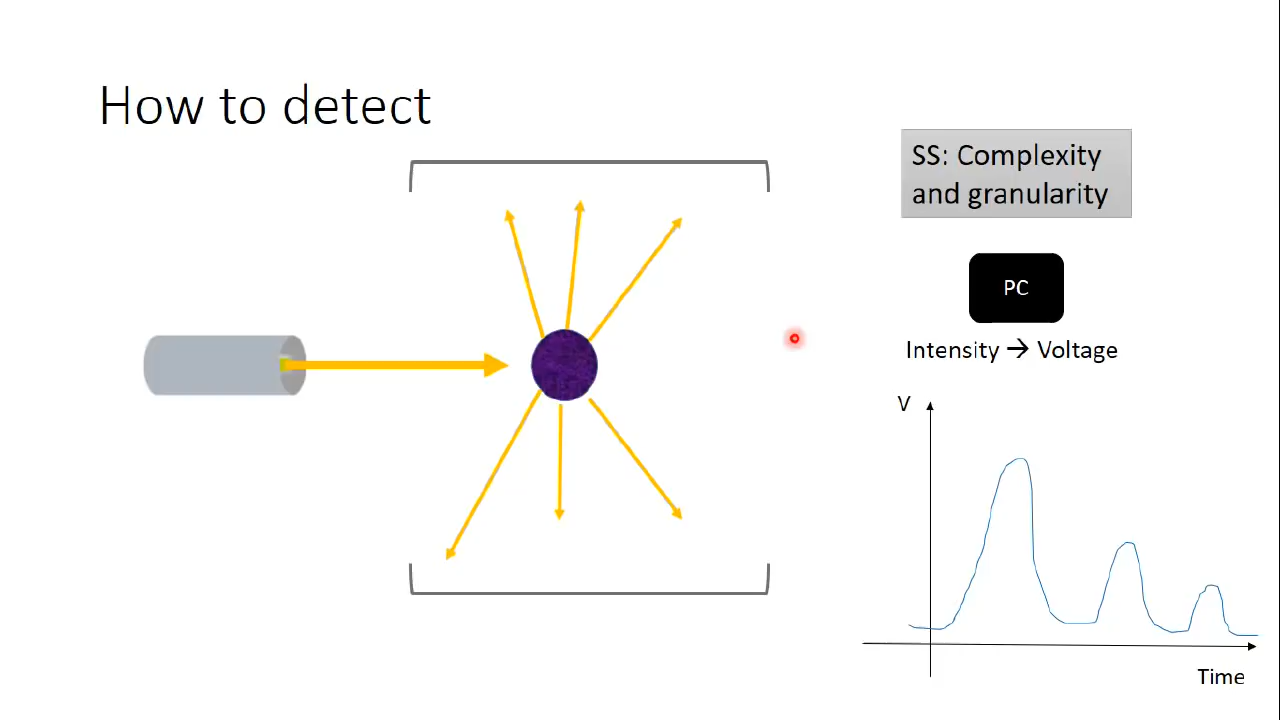 How to detect
SS: Complexity
and granularity
PC
Intensity → Voltage
V
Time